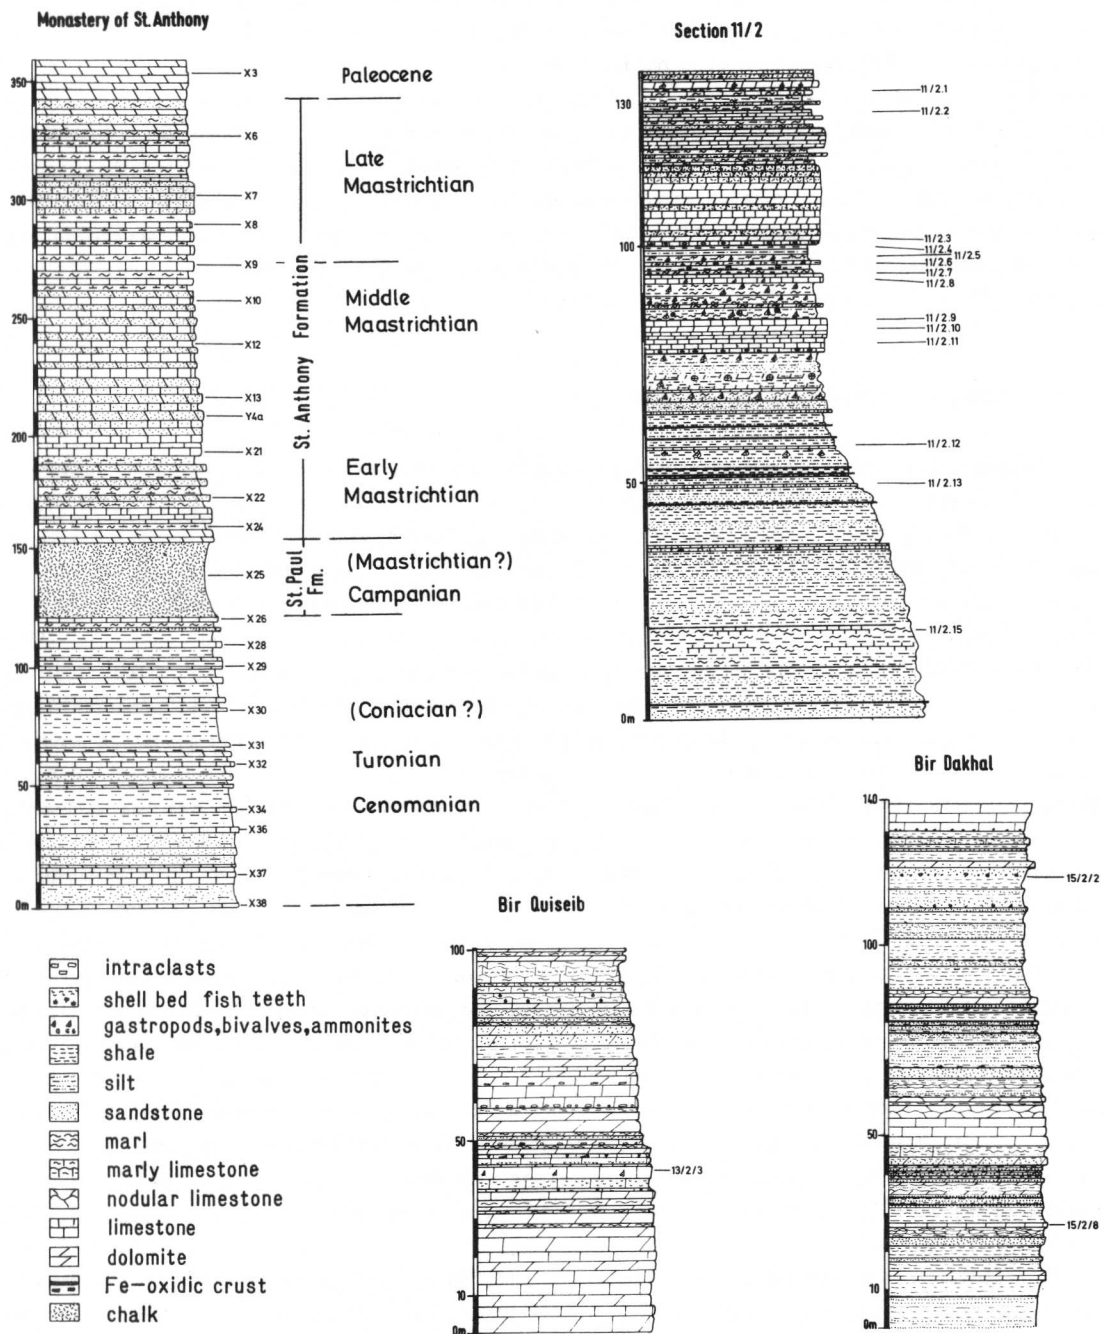 Monastery of St. Anthony
350
300
250
200
150
100
50
0m
X3
X6
X7
X8
X9
X10
X12
X13
Y4a
X21
X22
X24
X25
X26
X28
X29
X30
X31
X32
X34
X36
X37
X38
Paleocene
Late
Maastrichtian
Middle
Maastrichtian
Early
Maastrichtian
(Maastrichtian?)
Campanian
(Coniacian?)
Turonian
Cenomanian
St. Anthony Formation
St. Paul
Fm.
Section 11/2
130
100
50
0m
11/2.1
11/2.2
11/2.3
11/2.4
11/2.5
11/2.6
11/2.7
11/2.8
11/2.9
11/2.10
11/2.11
11/2.12
11/2.13
11/2.15
Bir Dakhal
140
100
50
10
0m
15/2/2
15/2/8
Bir Quiseib
100
50
10
0m
13/2/3
intraclasts
shell bed fish teeth
gastropods,bivalves,ammonites
shale
silt
sandstone
marl
marly limestone
nodular limestone
limestone
dolomite
Fe-oxidic crust
chalk